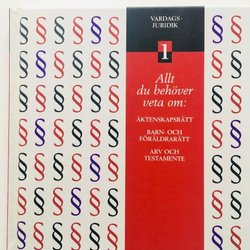 VARDAGS-
JURIDIK
1
Allt
du behöver
veta om:
ÄKTENSKAPSRÄTT
BARN- OCH
FÖRÄLDRARÄTT
ARV OCH
TESTAMENTE